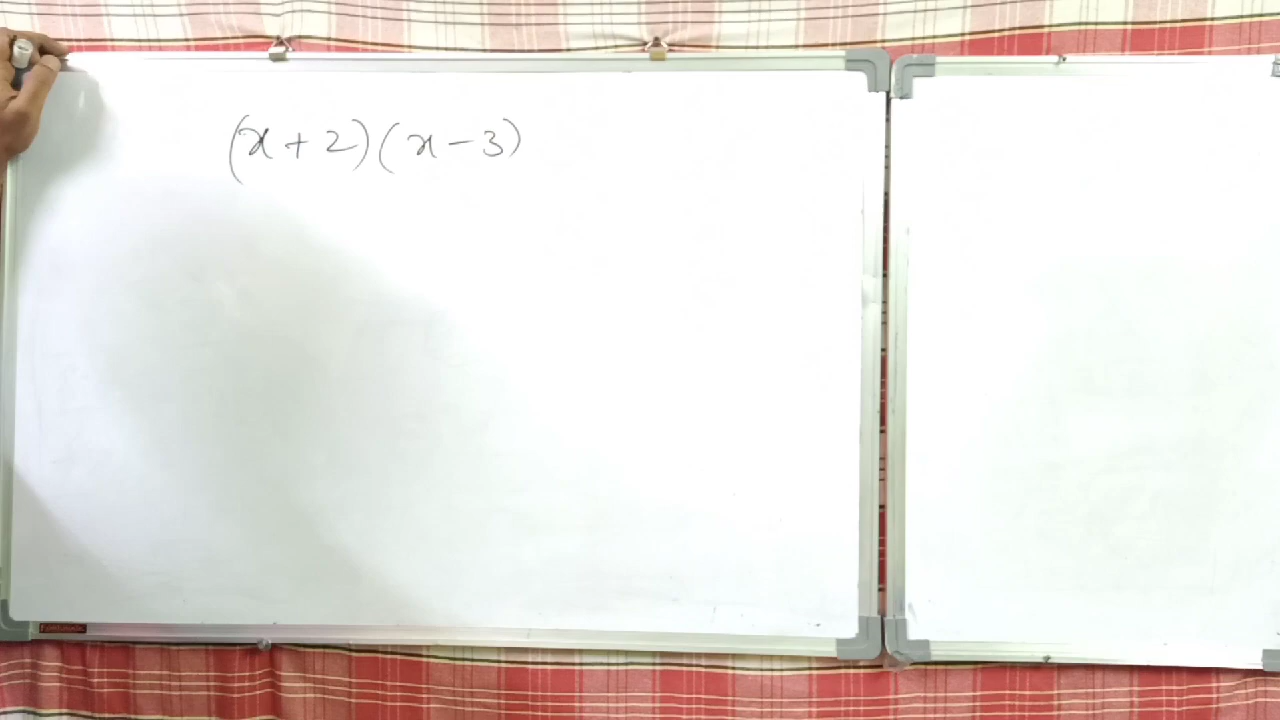 (x + 2) (x - 3)